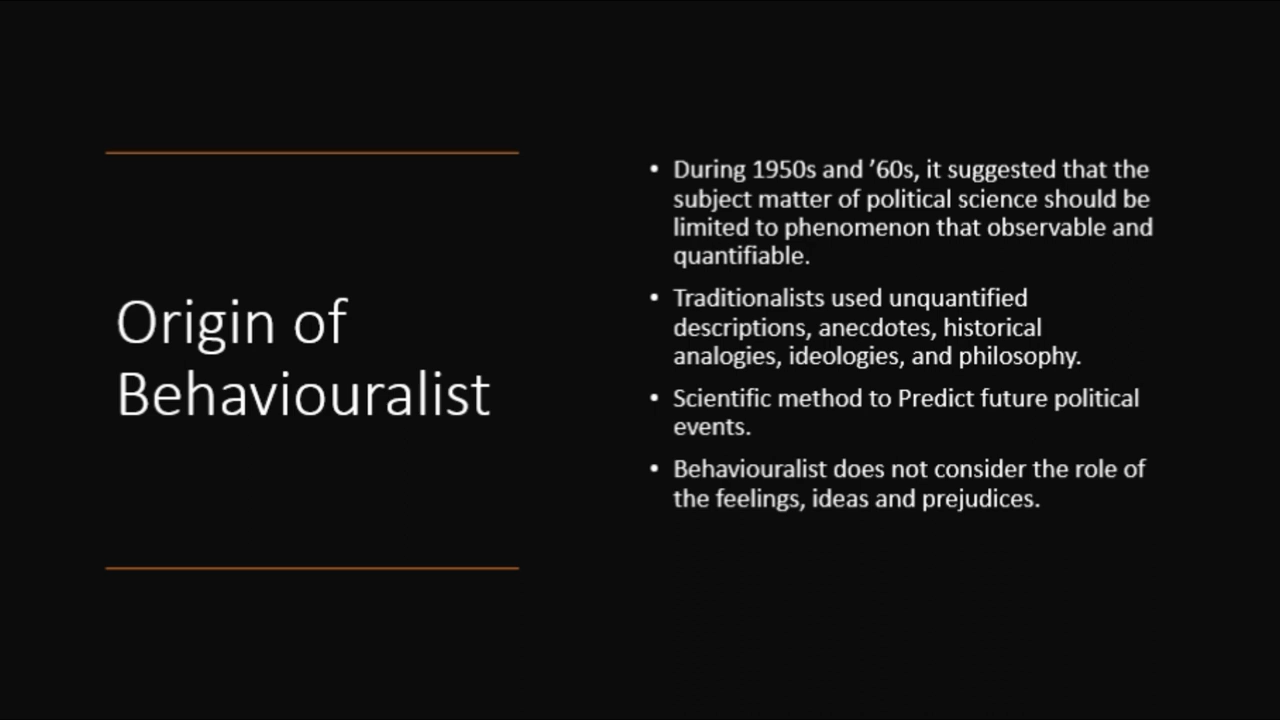 Origin of
Behaviouralist
• During 1950s and ’60s, it suggested that the
subject matter of political science should be
limited to phenomenon that observable and
quantifiable.
• Traditionalists used unquantified
descriptions, anecdotes, historical
analogies, ideologies, and philosophy.
• Scientific method to Predict future political
events.
• Behaviouralist does not consider the role of
the feelings, ideas and prejudices.